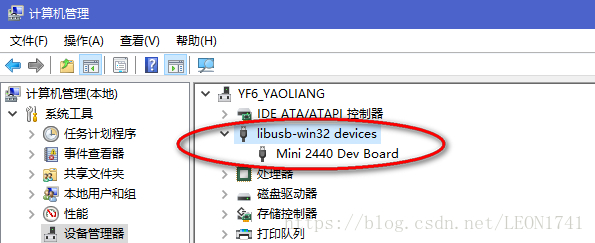 计算机管理
文件(F) 操作(A) 查看(V) 帮助(H)
计算机管理(本地)
系统工具
任务计划程序
事件查看器
共享文件夹
本地用户和组
性能
设备管理器
YF6_YAOLIANG
IDE ATA/ATAPI 控制器
libusb-win32 devices
Mini 2440 Dev Board
处理器
磁盘驱动器
存储控制器
打印队列
https://blog.csdn.net/LEON1741